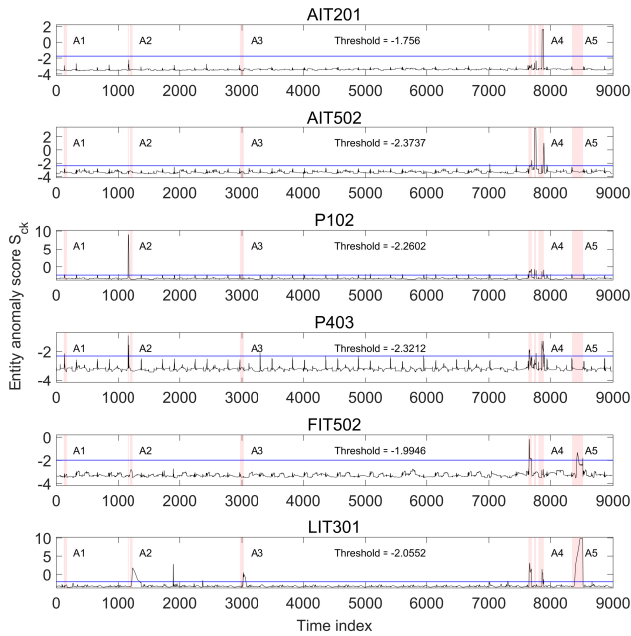 AIT201
2
0
-2
-4
A1 A2 A3 Threshold = -1.756 A4 A5
0 1000 2000 3000 4000 5000 6000 7000 8000 9000
AIT502
2
0
-2
-4
A1 A2 A3 Threshold = -2.3737 A4 A5
0 1000 2000 3000 4000 5000 6000 7000 8000 9000
P102
10
5
0
A1 A2 A3 Threshold = -2.2602 A4 A5
0 1000 2000 3000 4000 5000 6000 7000 8000 9000
Entity anomaly score S_ck
P403
-2
-4
A1 A2 A3 Threshold = -2.3212 A4 A5
0 1000 2000 3000 4000 5000 6000 7000 8000 9000
FIT502
0
-2
-4
A1 A2 A3 Threshold = -1.9946 A4 A5
0 1000 2000 3000 4000 5000 6000 7000 8000 9000
LIT301
10
5
0
A1 A2 A3 Threshold = -2.0552 A4 A5
0 1000 2000 3000 4000 5000 6000 7000 8000 9000
Time index